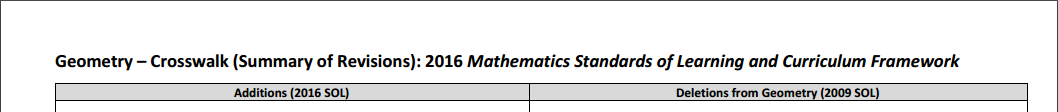 Geometry – Crosswalk (Summary of Revisions): 2016 Mathematics Standards of Learning and Curriculum Framework
Additions (2016 SOL) Deletions from Geometry (2009 SOL)